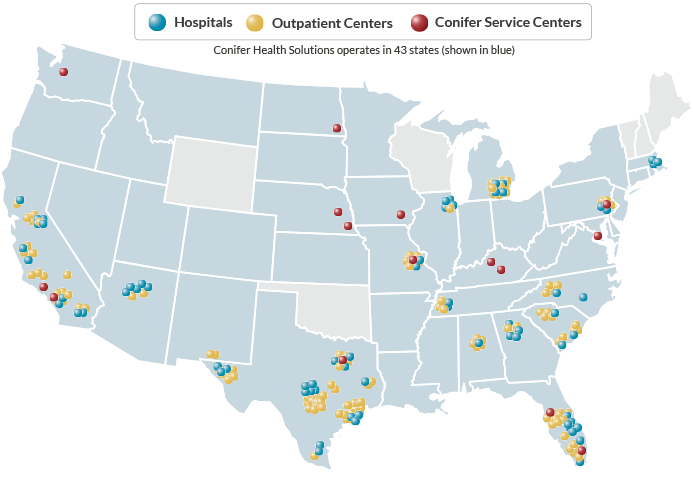 Hospitals Outpatient Centers Conifer Service Centers
Conifer Health Solutions operates in 43 states (shown in blue)